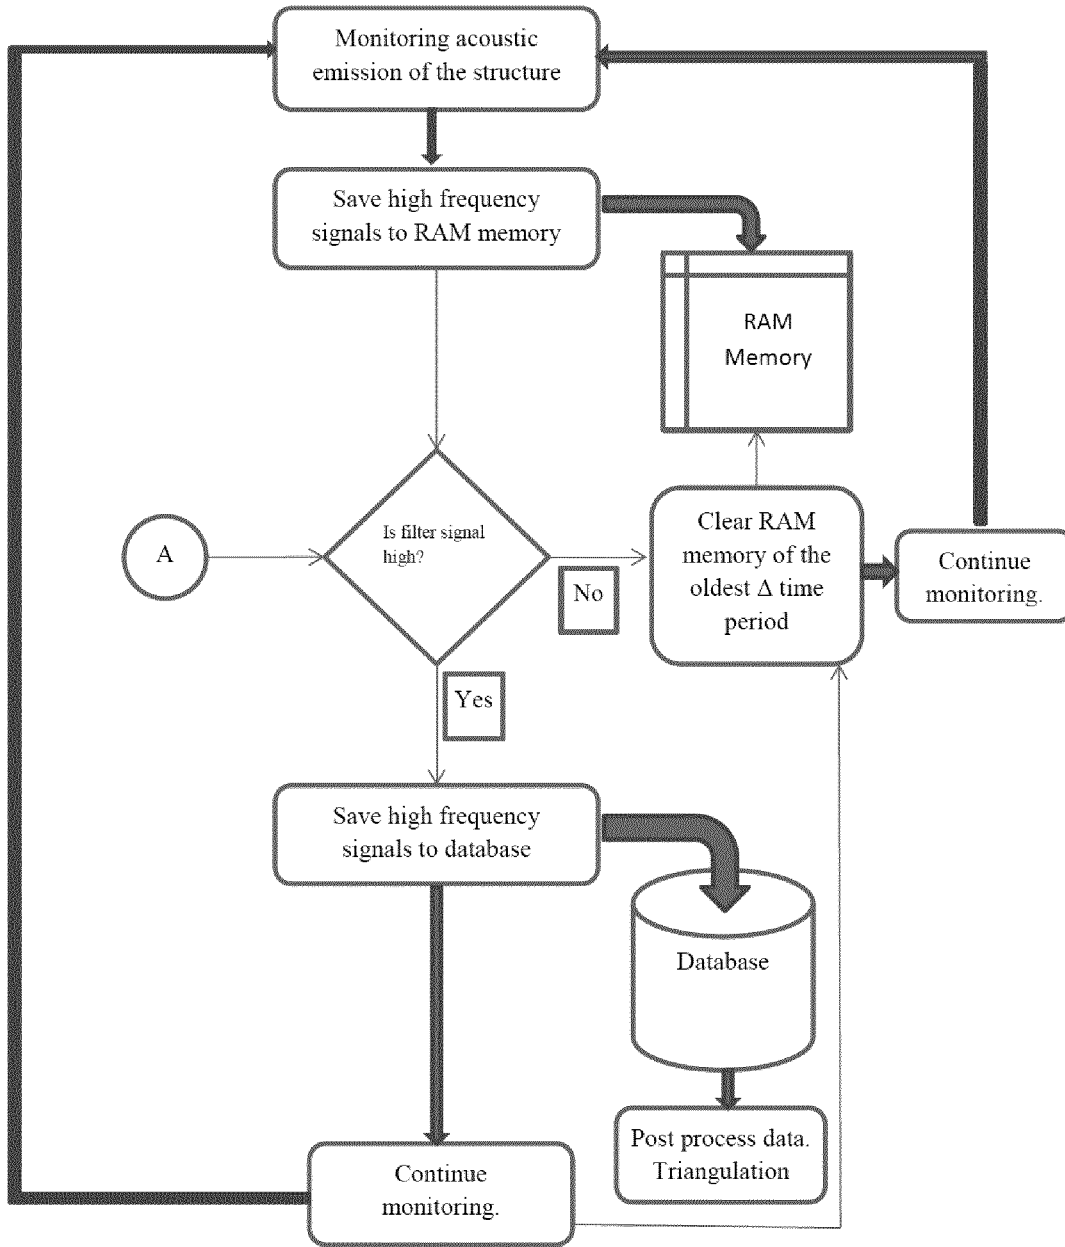 Monitoring acoustic
emission of the structure
Save high frequency
signals to RAM memory
RAM
Memory
A
Is filter signal
high?
No
Clear RAM
memory of the
oldest Δ time
period
Continue
monitoring.
Yes
Save high frequency
signals to database
Database
Post process data.
Triangulation
Continue
monitoring.